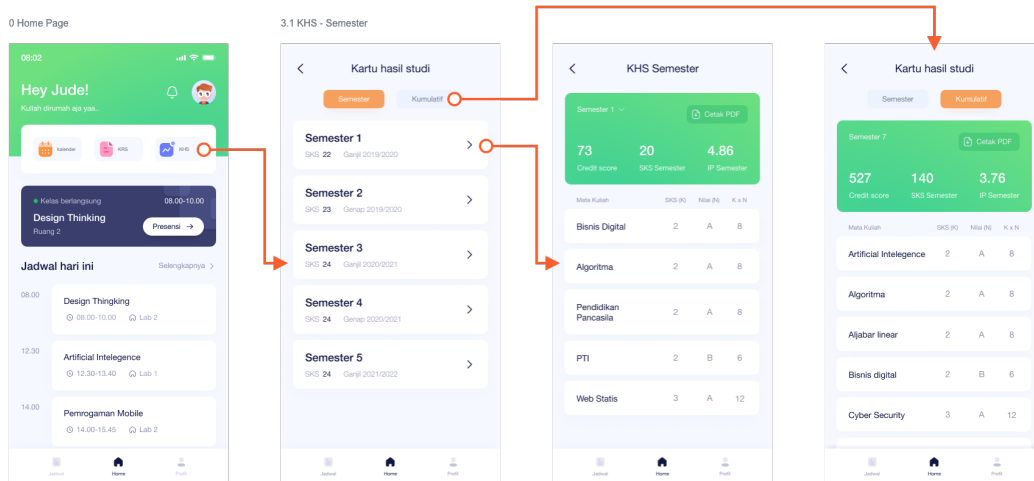 0 Home Page
08:02
Hey Jude!
Kuliah dirumah aja yaa..
kalender
KRS
KHS
Kelas berlangsung
08.00-10.00
Design Thinking
Ruang 2
Presensi
Jadwal hari ini
Selengkapnya
08.00
Design Thingking
08.00-10.00
Lab 2
12.30
Artificial Intelegence
12.30-13.40
Lab 1
14.00
Pemrogaman Mobile
14.00-15.45
Lab 2
Jadwal
Home
Profil
3.1 KHS - Semester
Kartu hasil studi
Semester
Kumulatif
Semester 1
SKS 22 Ganjil 2019/2020
Semester 2
SKS 23 Genap 2019/2020
Semester 3
SKS 24 Ganjil 2020/2021
Semester 4
SKS 24 Genap 2020/2021
Semester 5
SKS 24 Ganjil 2021/2022
Jadwal
Home
Profil
KHS Semester
Semester 1
Cetak PDF
73 20 4.86
Credit score SKS Semester IP Semester
Mata Kuliah SKS (K) Nilai (N) K x N
Bisnis Digital 2 A 8
Algoritma 2 A 8
Pendidikan
Pancasila 2 A 8
PTI 2 B 6
Web Statis 3 A 12
Jadwal
Home
Profil
Kartu hasil studi
Semester
Kumulatif
Semester 7
Cetak PDF
527 140 3.76
Credit score SKS Semester IP Semester
Mata Kuliah SKS (K) Nilai (N) K x N
Artificial Intelegence 2 A 8
Algoritma 2 A 8
Aljabar linear 2 A 8
Bisnis digital 2 B 6
Cyber Security 3 A 12
Jadwal
Home
Profil